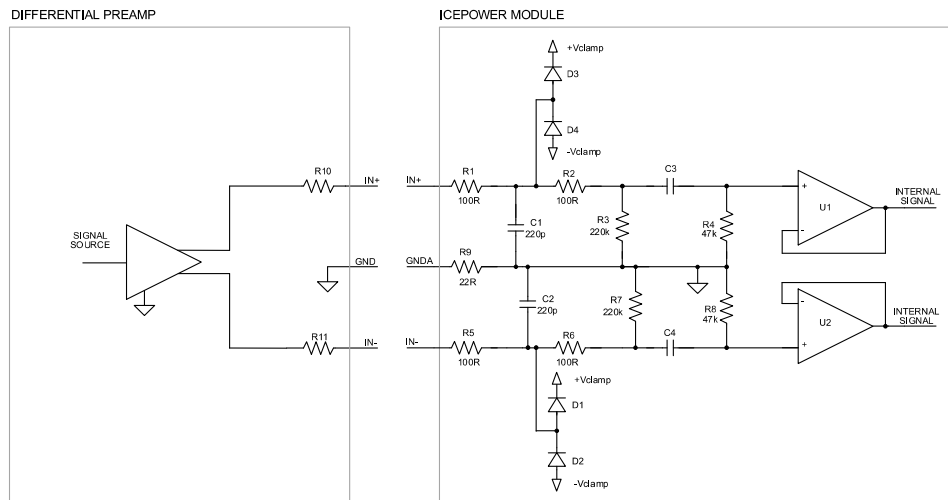 DIFFERENTIAL PREAMP
ICEPOWER MODULE
+Vclamp
D3
D4
-Vclamp
R10
IN+
IN+
R1
100R
R2
100R
C3
C1
220p
R3
220k
R4
47k
+
-
U1
INTERNAL
SIGNAL
SIGNAL
SOURCE
GND
GNDA
R9
22R
C2
220p
R7
220k
R8
47k
-
+
U2
INTERNAL
SIGNAL
R11
IN-
IN-
R5
100R
R6
100R
C4
+Vclamp
D1
D2
-Vclamp